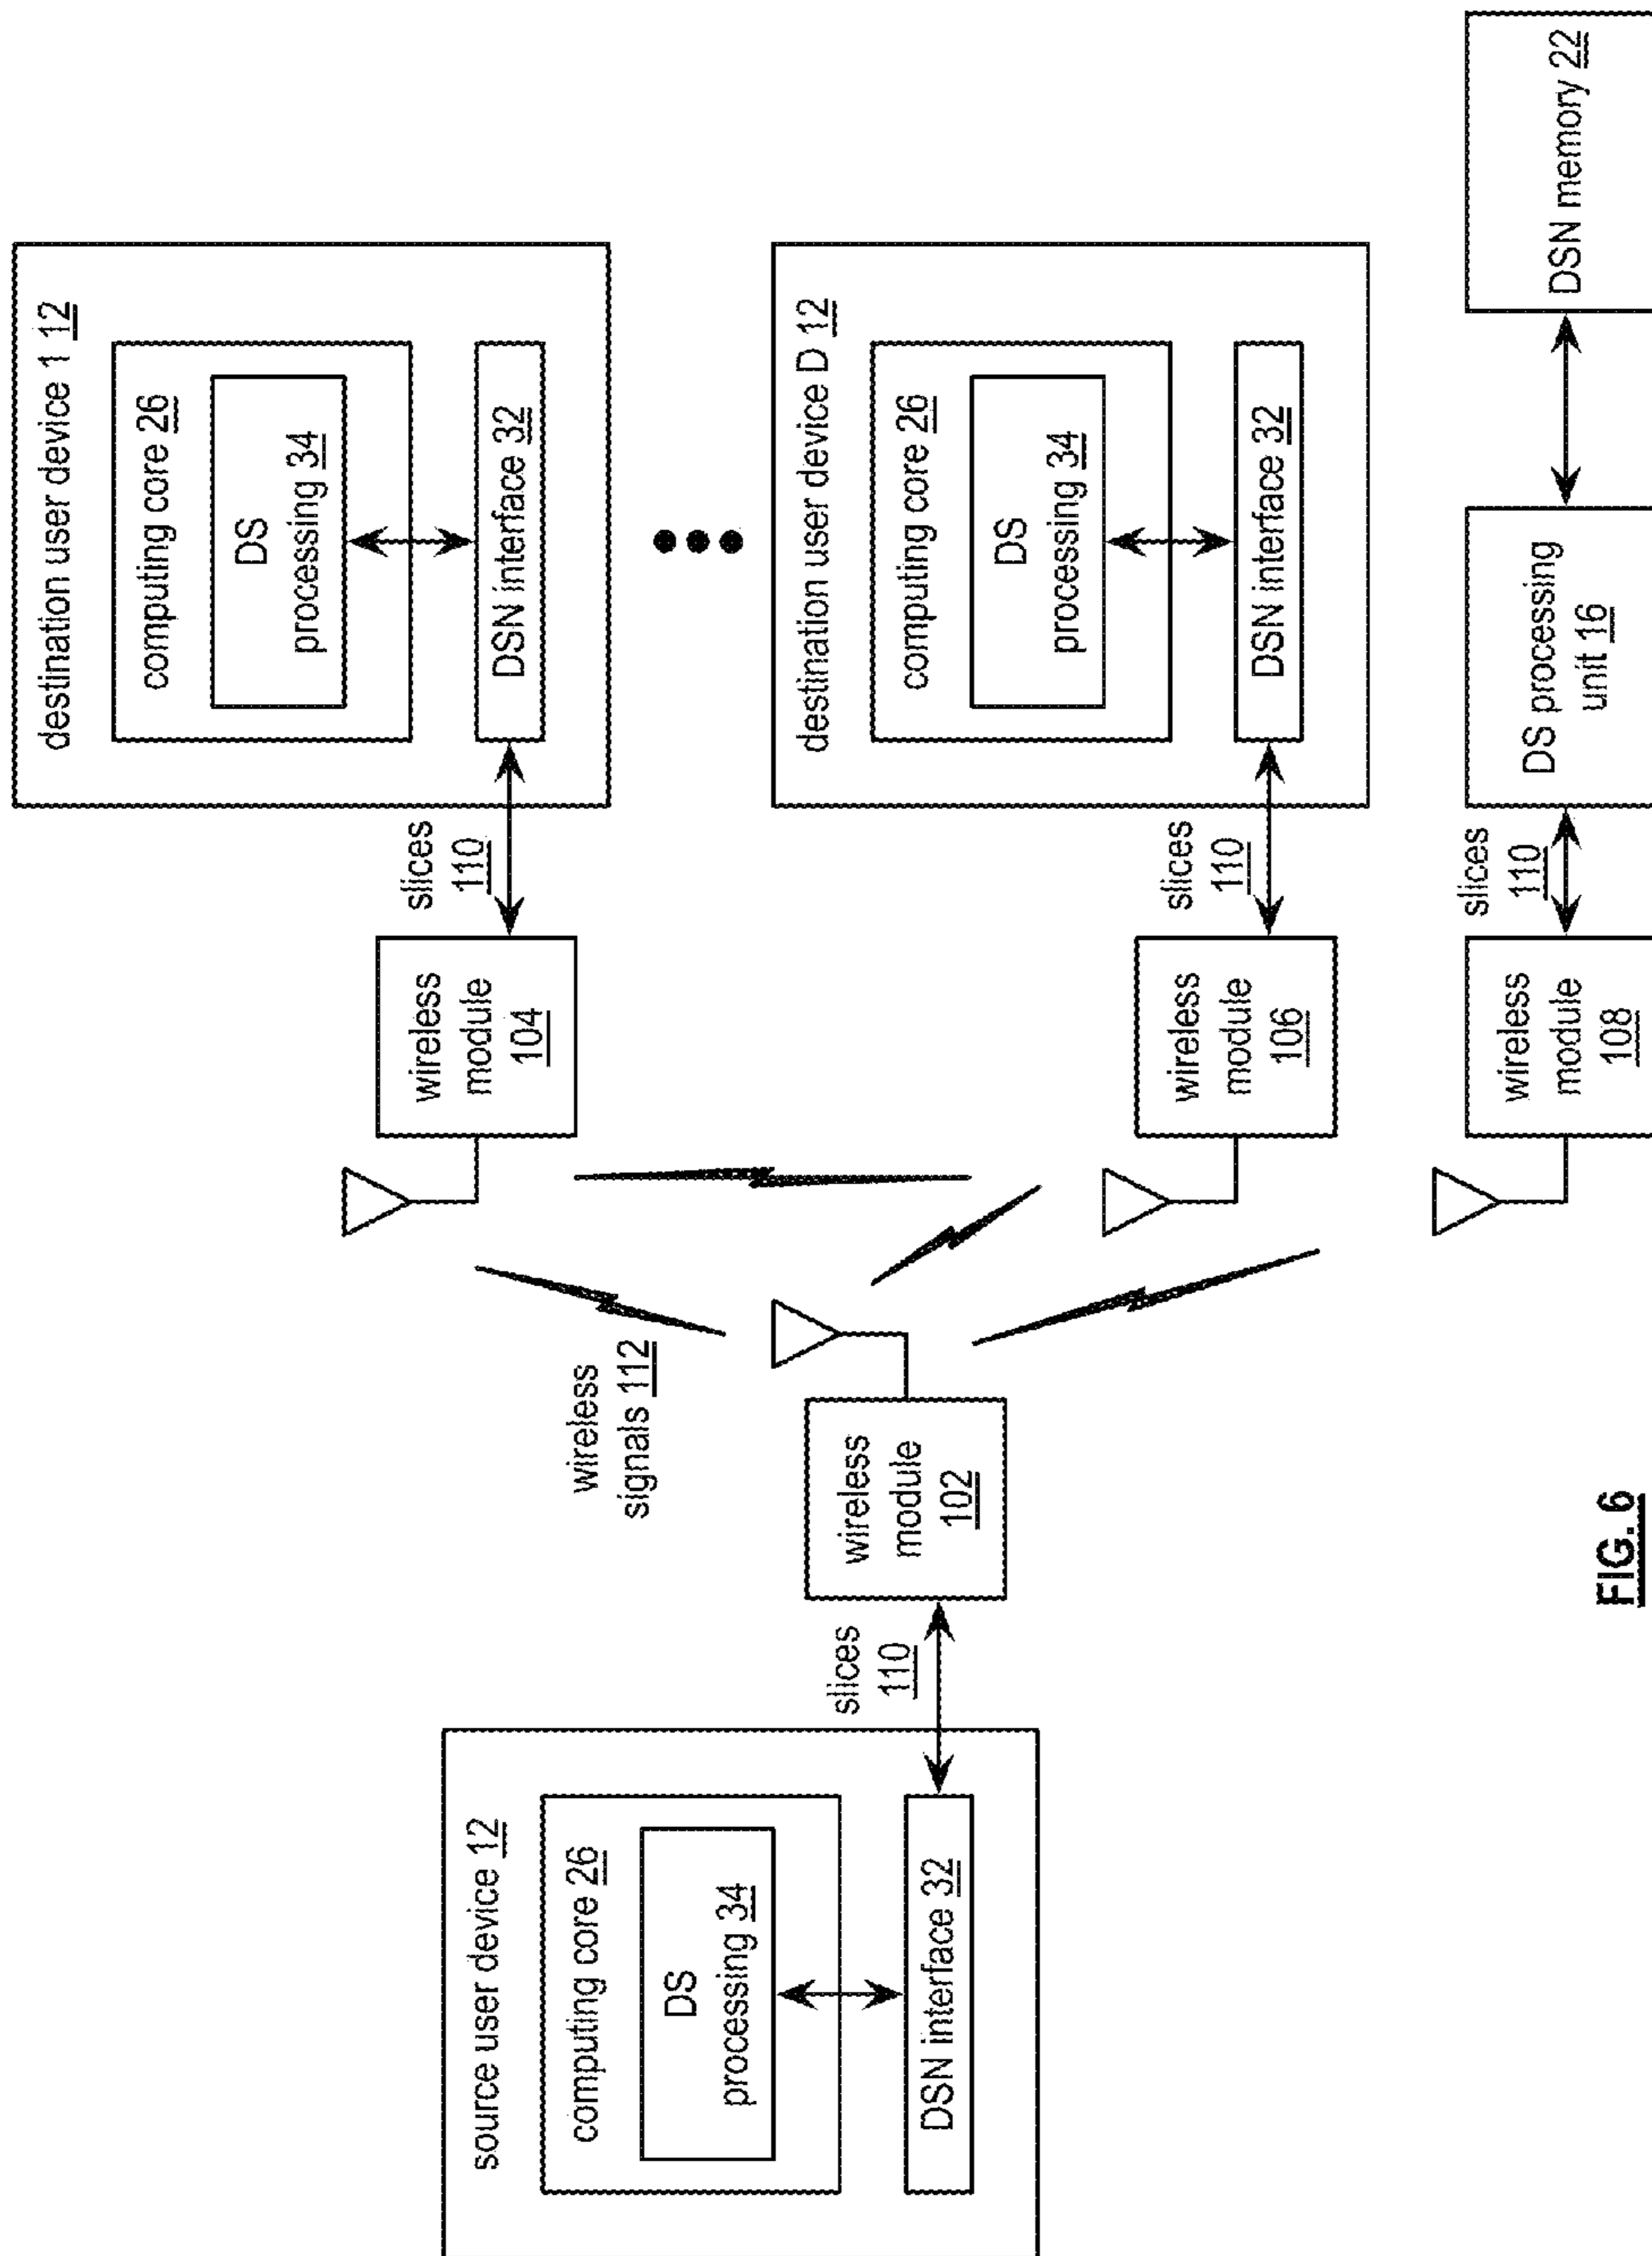 source user device 12
computing core 26
DS
processing 34
DSN interface 32
slices
110
wireless
module
102
wireless
signals 112
wireless
module
104
slices
110
destination user device 1 12
computing core 26
DS
processing 34
DSN interface 32
wireless
module
106
slices
110
destination user device D 12
computing core 26
DS
processing 34
DSN interface 32
wireless
module
108
slices
110
DS processing
unit 16
DSN memory 22
FIG. 6